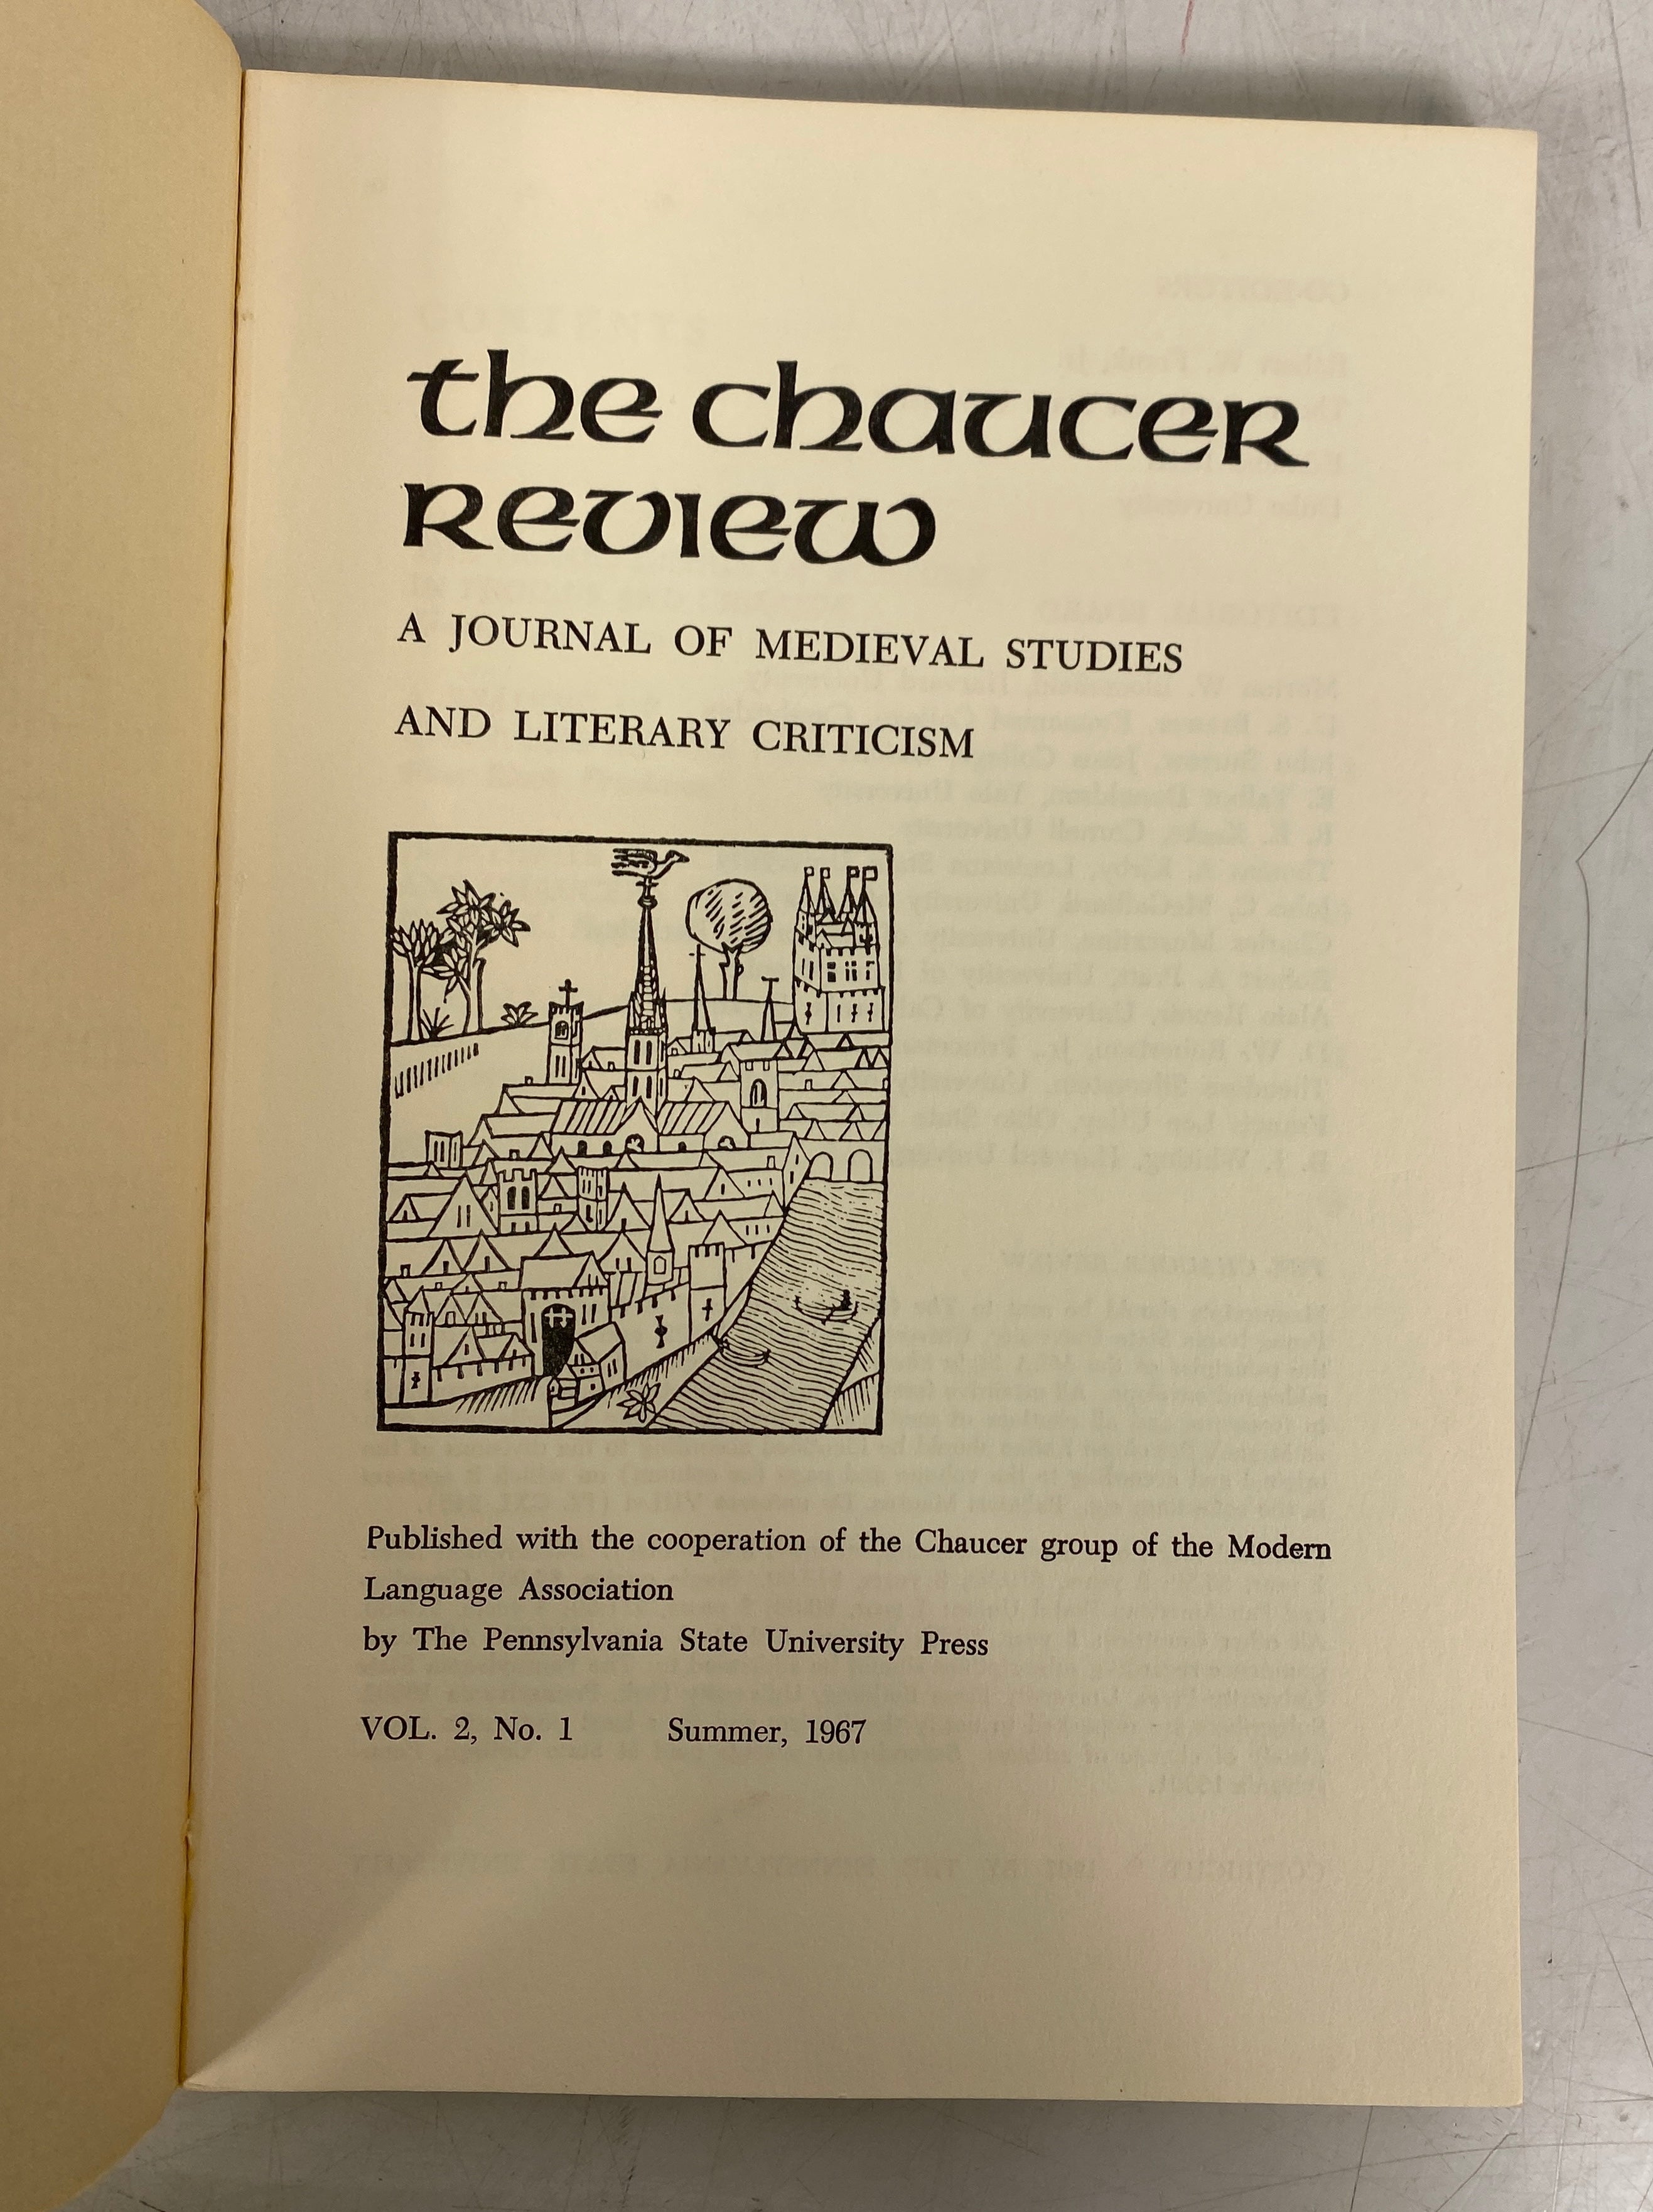 the chaucer
Review
A JOURNAL OF MEDIEVAL STUDIES
AND LITERARY CRITICISM
Published with the cooperation of the Chaucer group of the Modern
Language Association
by The Pennsylvania State University Press
VOL. 2, No. 1 Summer, 1967